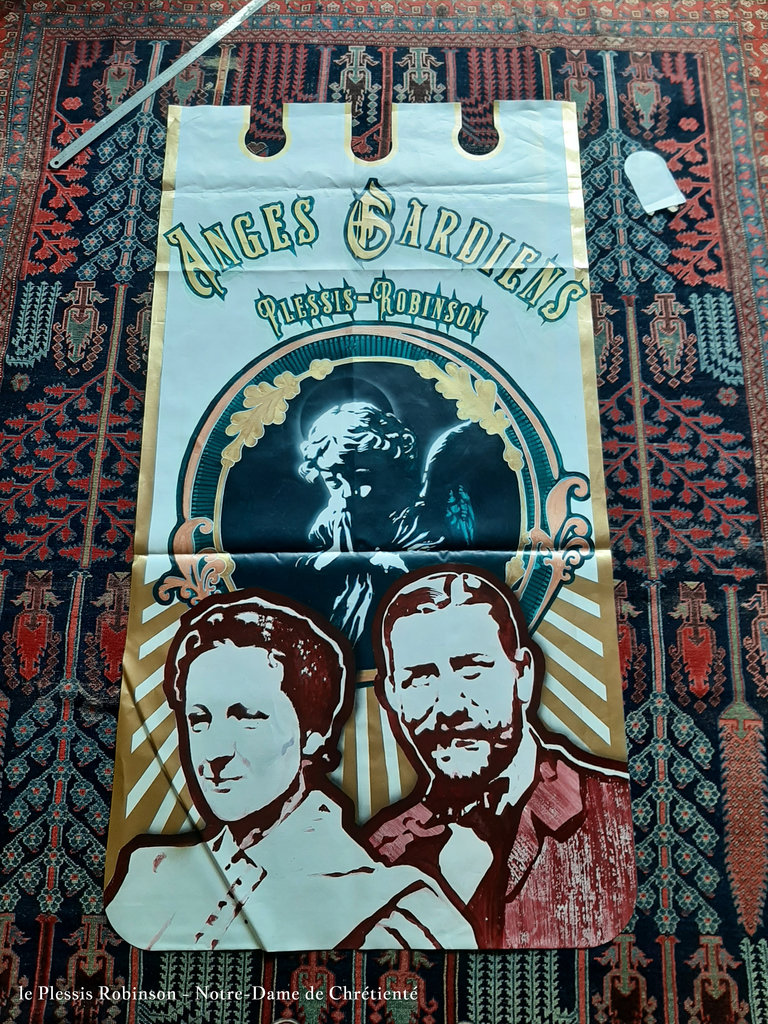 ANGES GARDIENS
PLESSIS-ROBINSON
le Plessis Robinson - Notre-Dame de Chrétienté